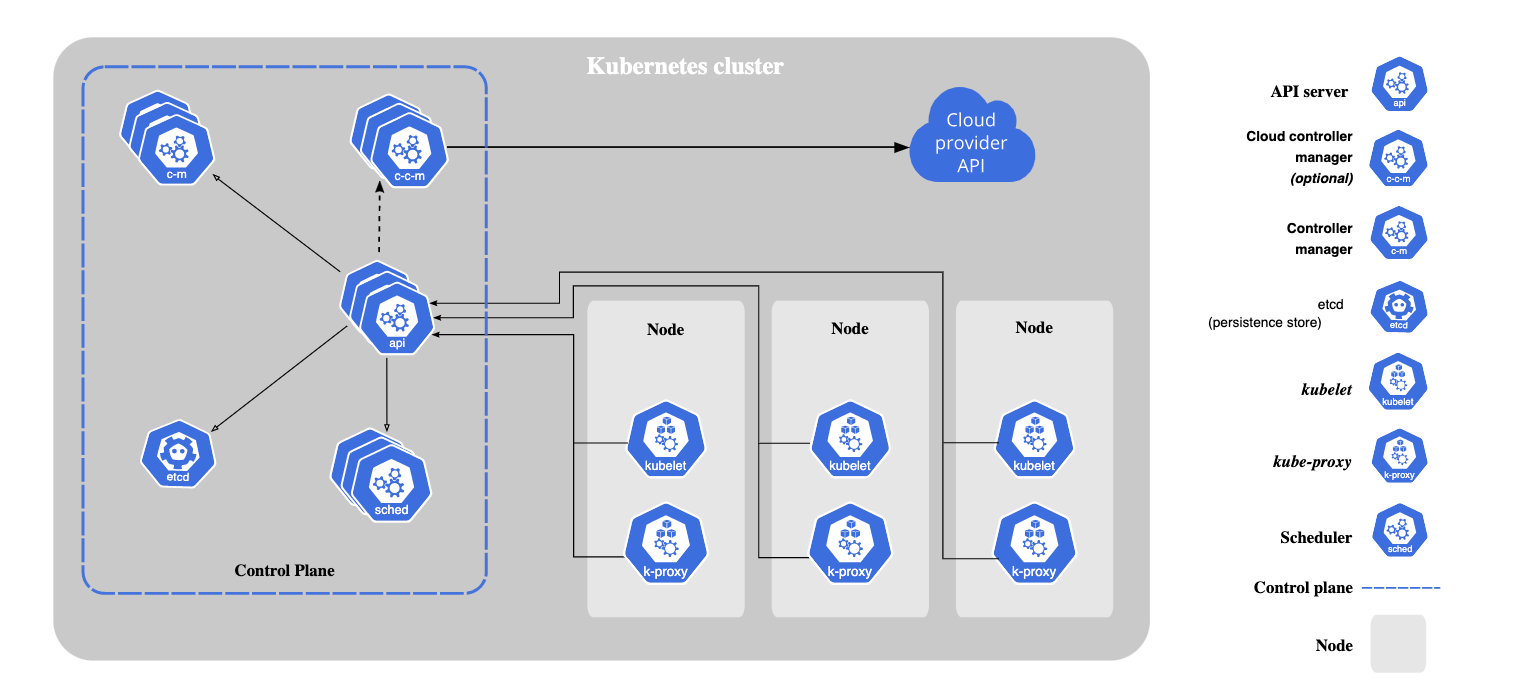 Kubernetes cluster
c-m
c-c-m
Cloud
provider
API
api
etcd
sched
Control Plane
Node
kubelet
k-proxy
Node
kubelet
k-proxy
Node
kubelet
k-proxy
API server
api
Cloud controller
manager
(optional)
c-c-m
Controller
manager
c-m
etcd
(persistence store)
etcd
kubelet
kubelet
kube-proxy
k-proxy
Scheduler
sched
Control plane
Node